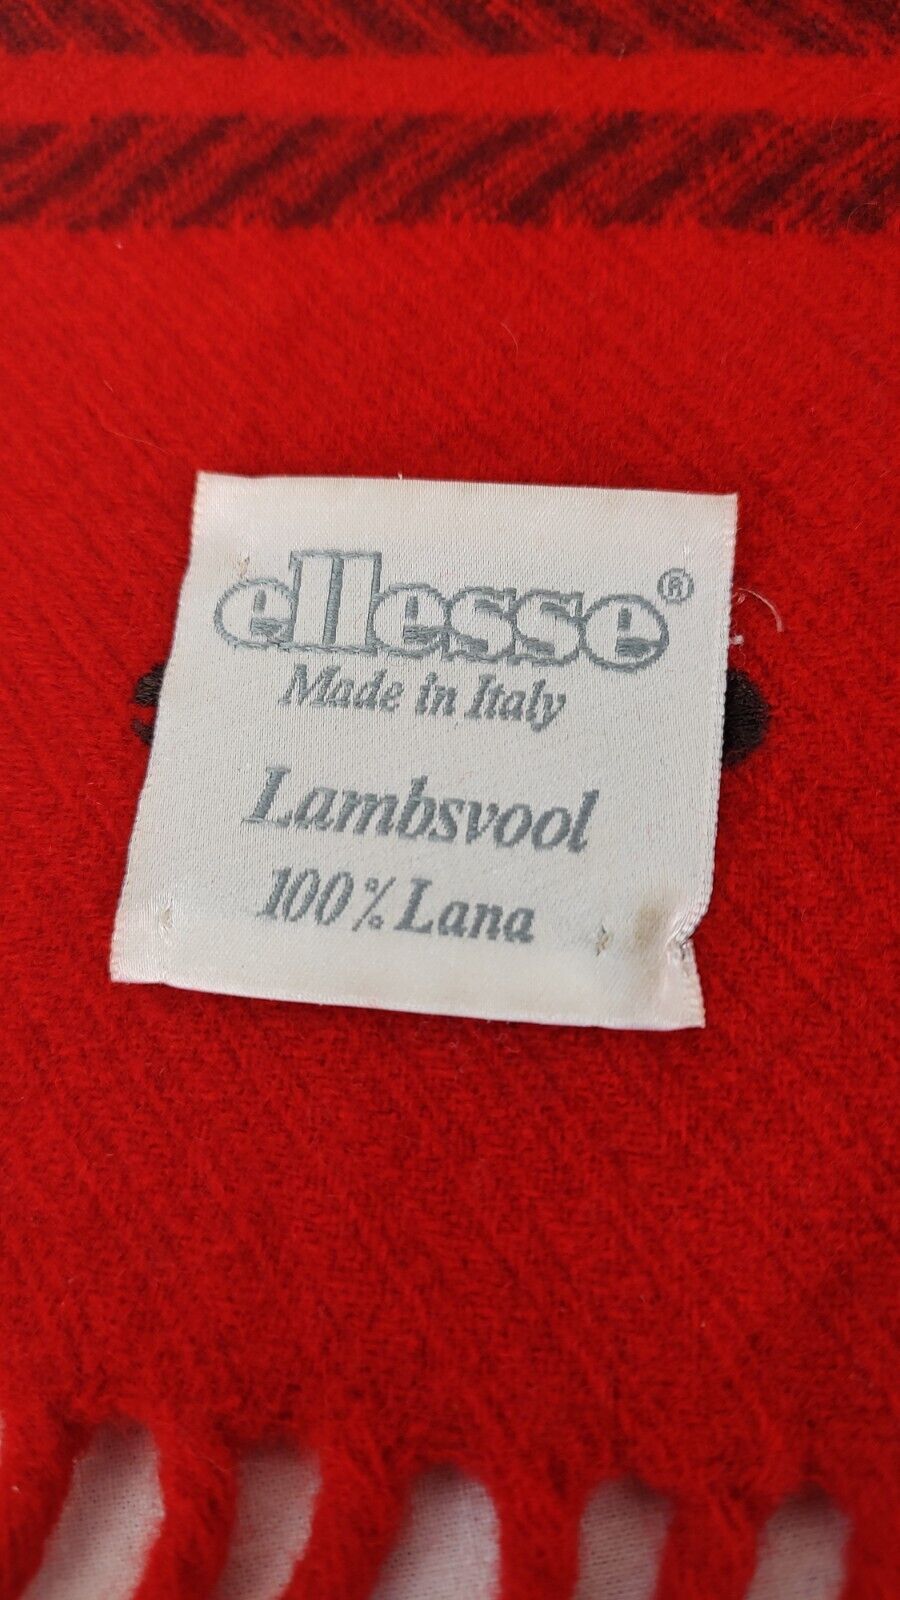 ellesse®
Made in Italy
Lambsvool
100% Lana